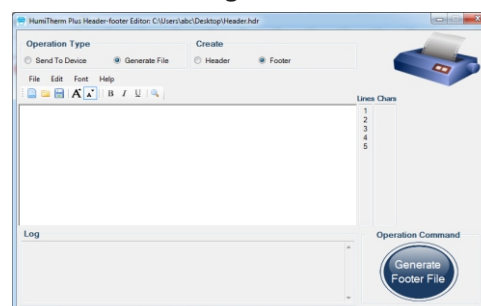 HumiTherm Plus Header-footer Editor: C:\Users\abc\Desktop\Header.hdr
Operation Type
Create
Send To Device
Generate File
Header
Footer
File Edit Font Help
A A B I U
Lines Chars
1
2
3
4
5
Log
Operation Command
Generate
Footer File